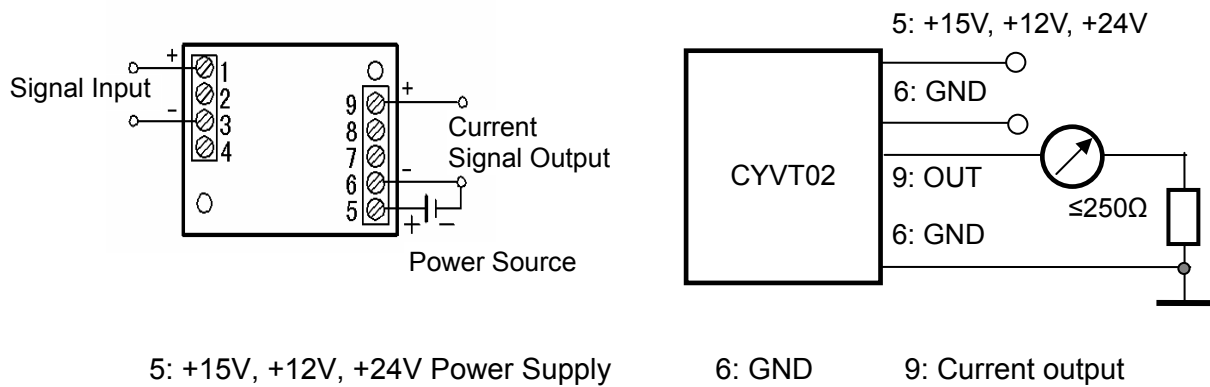 Signal Input
+
-
1
2
3
4
9
8
7
6
5
+
-
+ -
Current
Signal Output
Power Source
CYVT02
5: +15V, +12V, +24V
6: GND
9: OUT
≤250Ω
6: GND
5: +15V, +12V, +24V Power Supply 6: GND 9: Current output